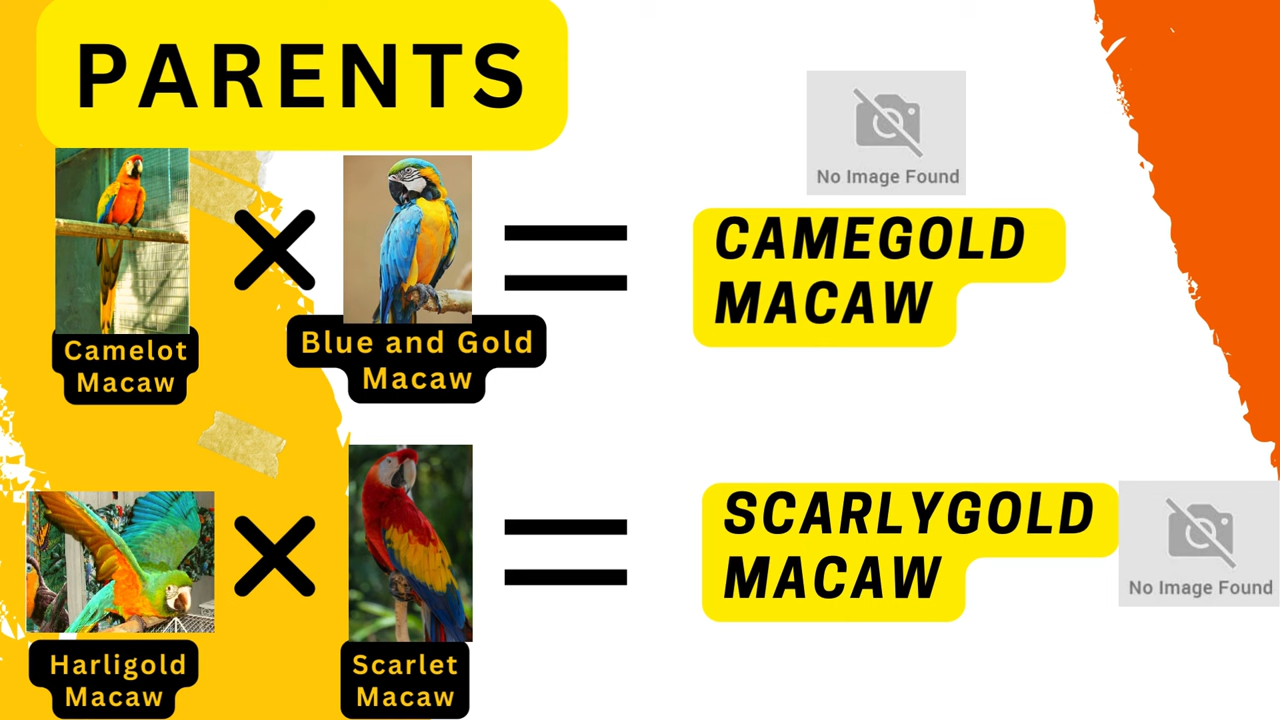 PARENTS
No Image Found
CAMEGOLD
MACAW
Camelot
Macaw
Blue and Gold
Macaw
SCARLYGOLD
MACAW
No Image Found
Harligold
Macaw
Scarlet
Macaw